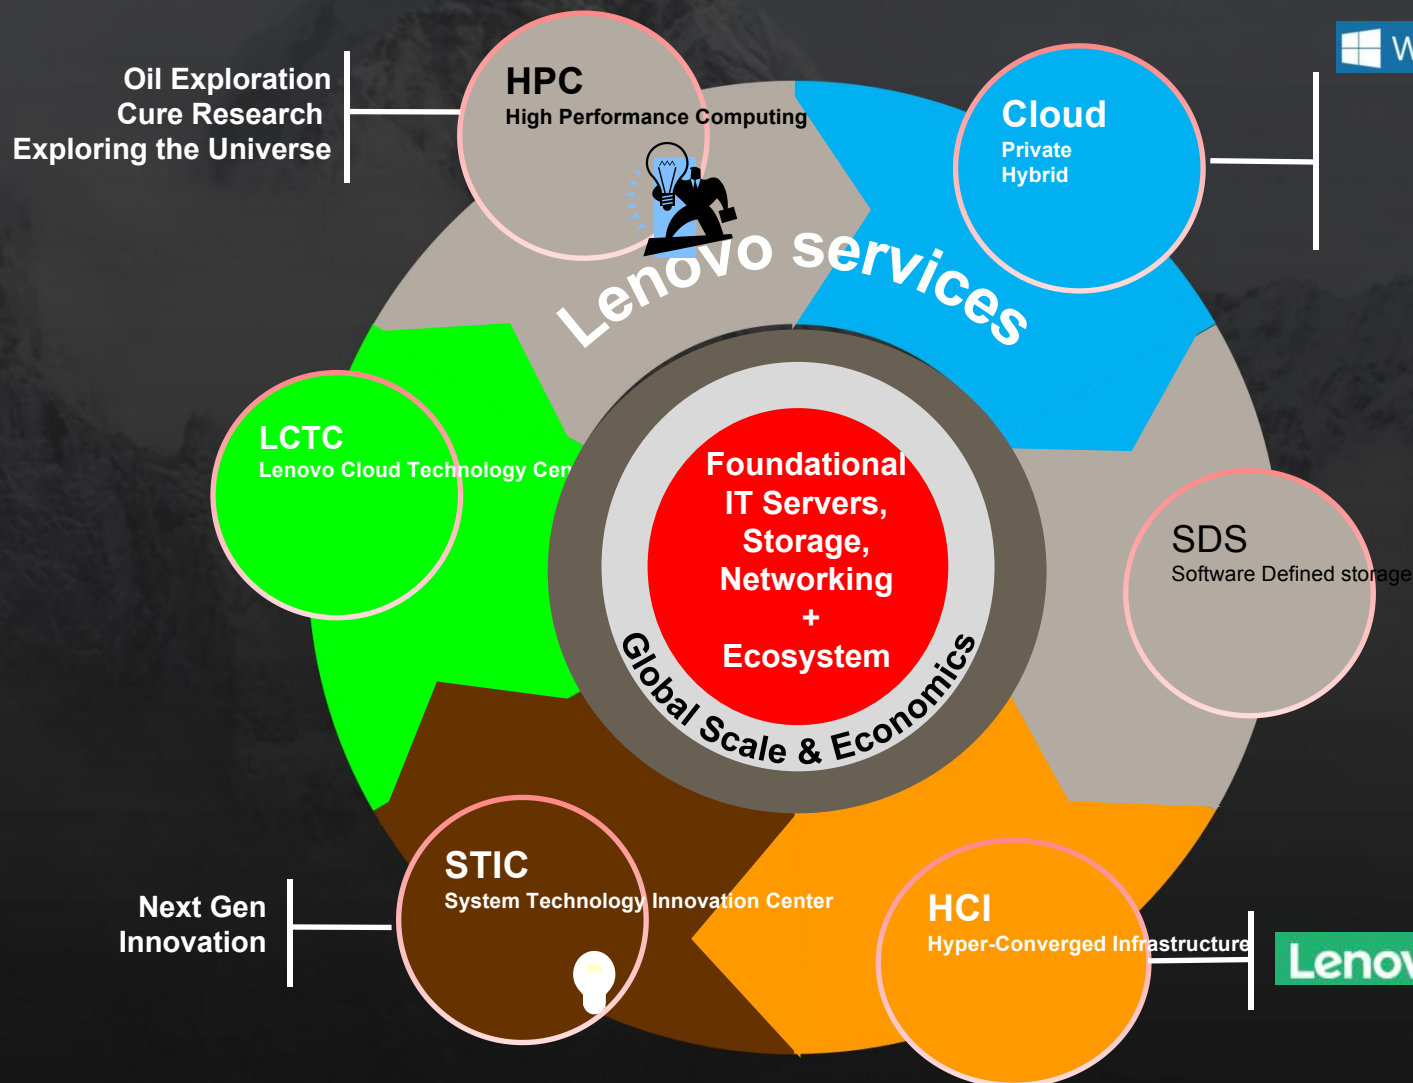 Oil Exploration
Cure Research
Exploring the Universe
HPC
High Performance Computing
Cloud
Private
Hybrid
Lenovo services
LCTC
Lenovo Cloud Technology Cen
Foundational
IT Servers,
Storage,
Networking
+
Ecosystem
Global Scale & Economics
SDS
Software Defined storage
STIC
System Technology Innovation Center
Next Gen
Innovation
HCI
Hyper-Converged Infrastructure
Lenov